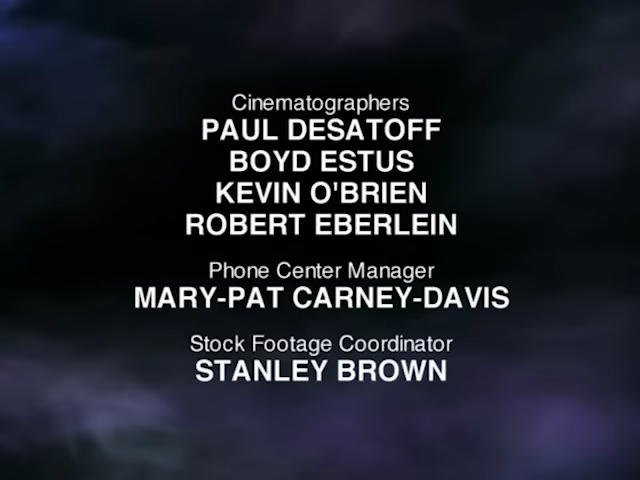 Cinematographers
PAUL DESATOFF
BOYD ESTUS
KEVIN O'BRIEN
ROBERT EBERLEIN
Phone Center Manager
MARY-PAT CARNEY-DAVIS
Stock Footage Coordinator
STANLEY BROWN